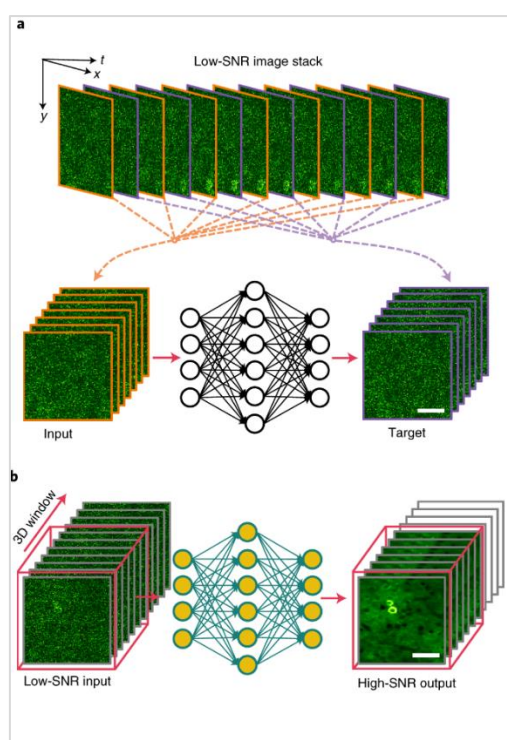 a
t
x
y
Low-SNR image stack
Input
Target
b
3D window
Low-SNR input
High-SNR output